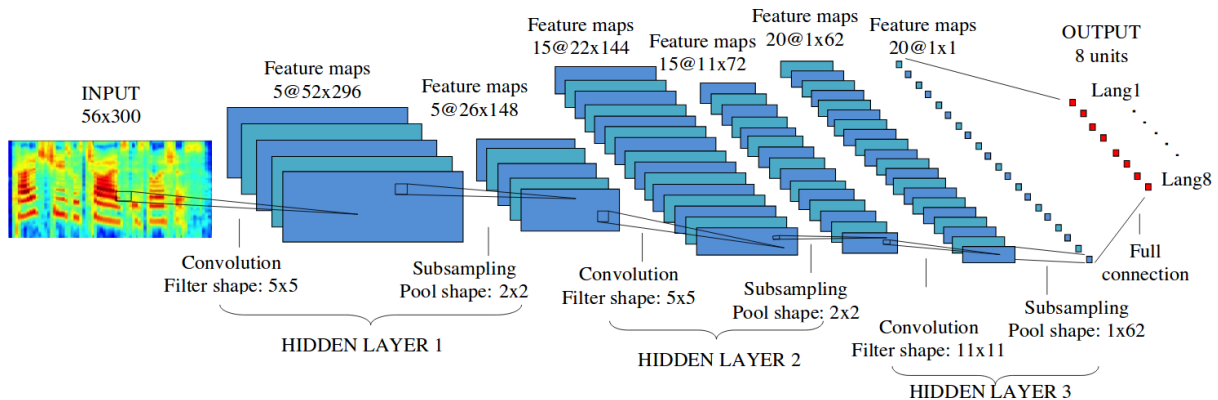 INPUT
56x300
Feature maps
5@52x296
Feature maps
5@26x148
Feature maps
15@22x144
Feature maps
15@11x72
Feature maps
20@1x62
Feature maps
20@1x1
OUTPUT
8 units
Lang1
Lang8
Convolution
Filter shape: 5x5
Subsampling
Pool shape: 2x2
Convolution
Filter shape: 5x5
Subsampling
Pool shape: 2x2
Convolution
Filter shape: 11x11
Subsampling
Pool shape: 1x62
Full
connection
HIDDEN LAYER 1
HIDDEN LAYER 2
HIDDEN LAYER 3